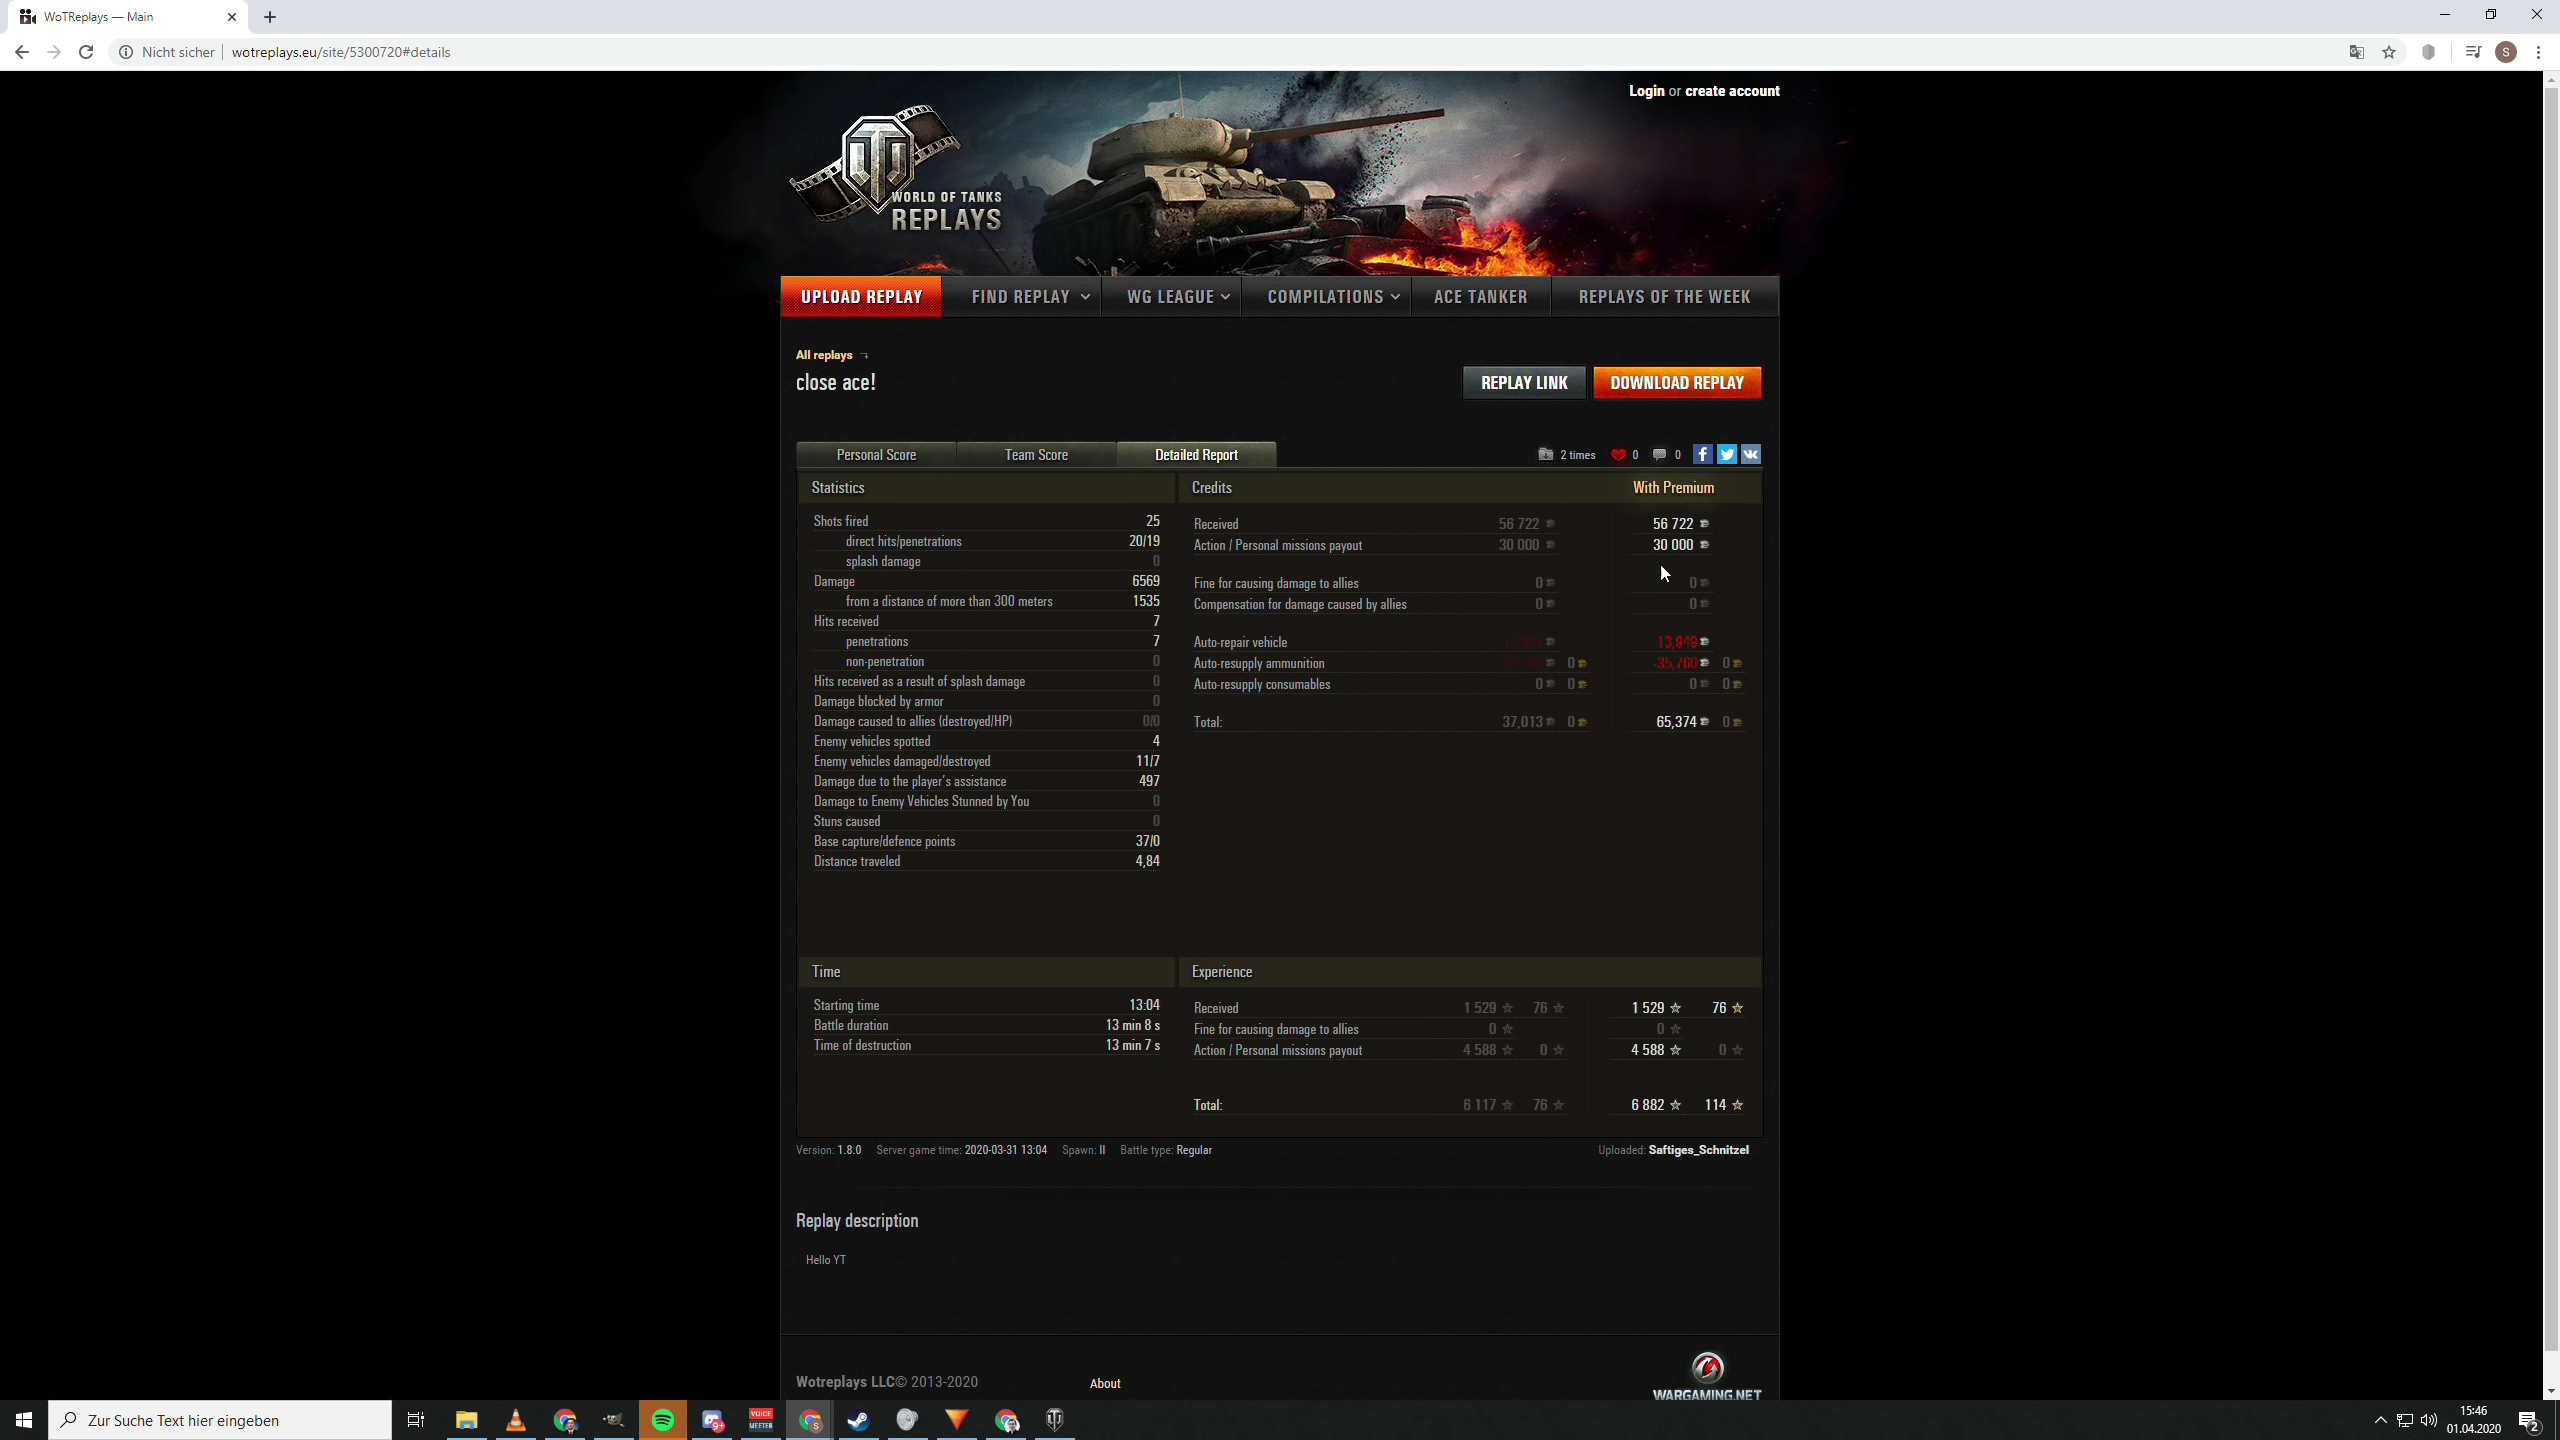 WoTReplays — Main
Nicht sicher
wotreplays.eu/site/5300720#details
S
Login or create account
WORLD OF TANKS
REPLAYS
UPLOAD REPLAY
FIND REPLAY
WG LEAGUE
COMPILATIONS
ACE TANKER
REPLAYS OF THE WEEK
All replays
close ace!
REPLAY LINK
DOWNLOAD REPLAY
Personal Score
Team Score
Detailed Report
2 times
0
0
Statistics
Shots fired 25
direct hits/penetrations 20/19
splash damage 0
Damage 6569
from a distance of more than 300 meters 1535
Hits received 7
penetrations 7
non-penetration 0
Hits received as a result of splash damage 0
Damage blocked by armor 0
Damage caused to allies (destroyed/HP) 0/0
Enemy vehicles spotted 4
Enemy vehicles damaged/destroyed 11/7
Damage due to the player's assistance 497
Damage to Enemy Vehicles Stunned by You 0
Stuns caused 0
Base capture/defence points 37/0
Distance traveled 4,84
Credits With Premium
Received 56 722 56 722
Action / Personal missions payout 30 000 30 000
Fine for causing damage to allies 0 0
Compensation for damage caused by allies 0 0
Auto-repair vehicle
Auto-resupply ammunition 0 -35,760 0
Auto-resupply consumables 0 0 0 0
Total: 37,013 0 65,374 0
Time
Starting time 13:04
Battle duration 13 min 8 s
Time of destruction 13 min 7 s
Experience
Received 1 529 76 1 529 76
Fine for causing damage to allies 0 0
Action / Personal missions payout 4 588 0 4 588 0
Total: 6 117 76 6 882 114
Version: 1.8.0 Server game time: 2020-03-31 13:04 Spawn: II Battle type: Regular
Uploaded: Saftiges_Schnitzel
Replay description
Hello YT
Wotreplays LLC© 2013-2020
About
WARGAMING.NET
Zur Suche Text hier eingeben
9+
VOICE
MEETER
S
15:46
01.04.2020
2